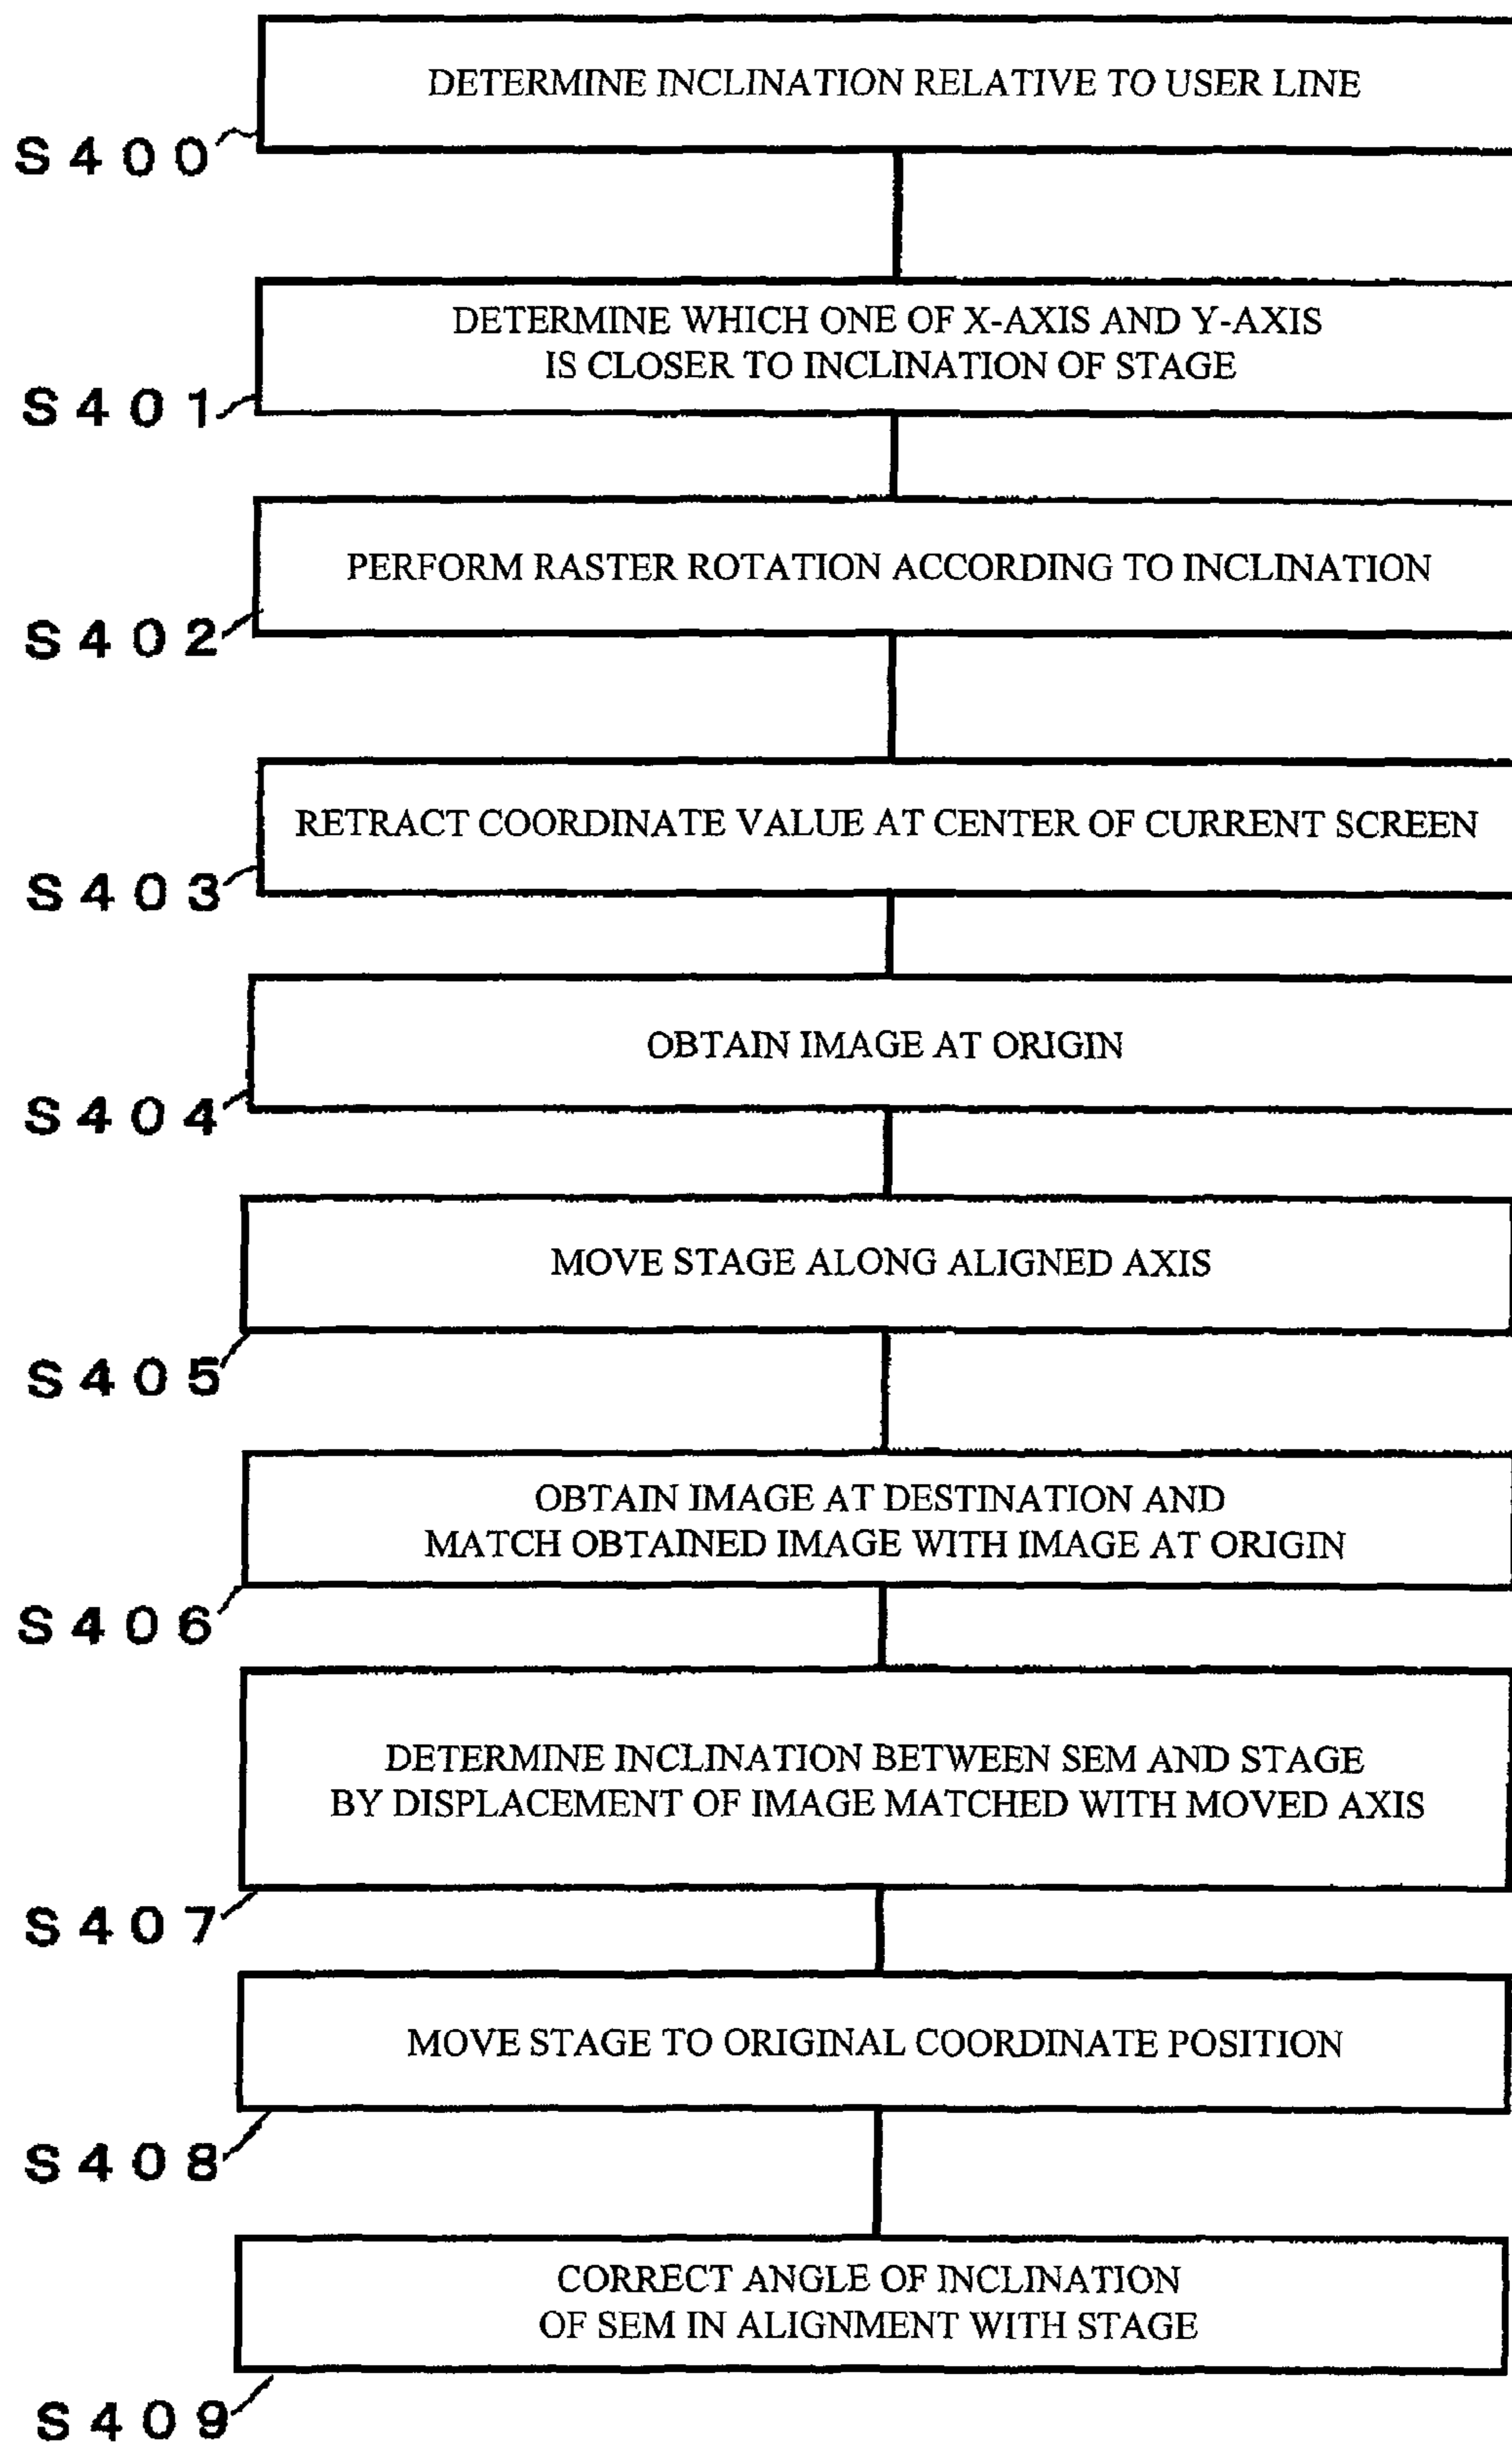 DETERMINE INCLINATION RELATIVE TO USER LINE
S400
DETERMINE WHICH ONE OF X-AXIS AND Y-AXIS
IS CLOSER TO INCLINATION OF STAGE
S401
PERFORM RASTER ROTATION ACCORDING TO INCLINATION
S402
RETRACT COORDINATE VALUE AT CENTER OF CURRENT SCREEN
S403
OBTAIN IMAGE AT ORIGIN
S404
MOVE STAGE ALONG ALIGNED AXIS
S405
OBTAIN IMAGE AT DESTINATION AND
MATCH OBTAINED IMAGE WITH IMAGE AT ORIGIN
S406
DETERMINE INCLINATION BETWEEN SEM AND STAGE
BY DISPLACEMENT OF IMAGE MATCHED WITH MOVED AXIS
S407
MOVE STAGE TO ORIGINAL COORDINATE POSITION
S408
CORRECT ANGLE OF INCLINATION
OF SEM IN ALIGNMENT WITH STAGE
S409